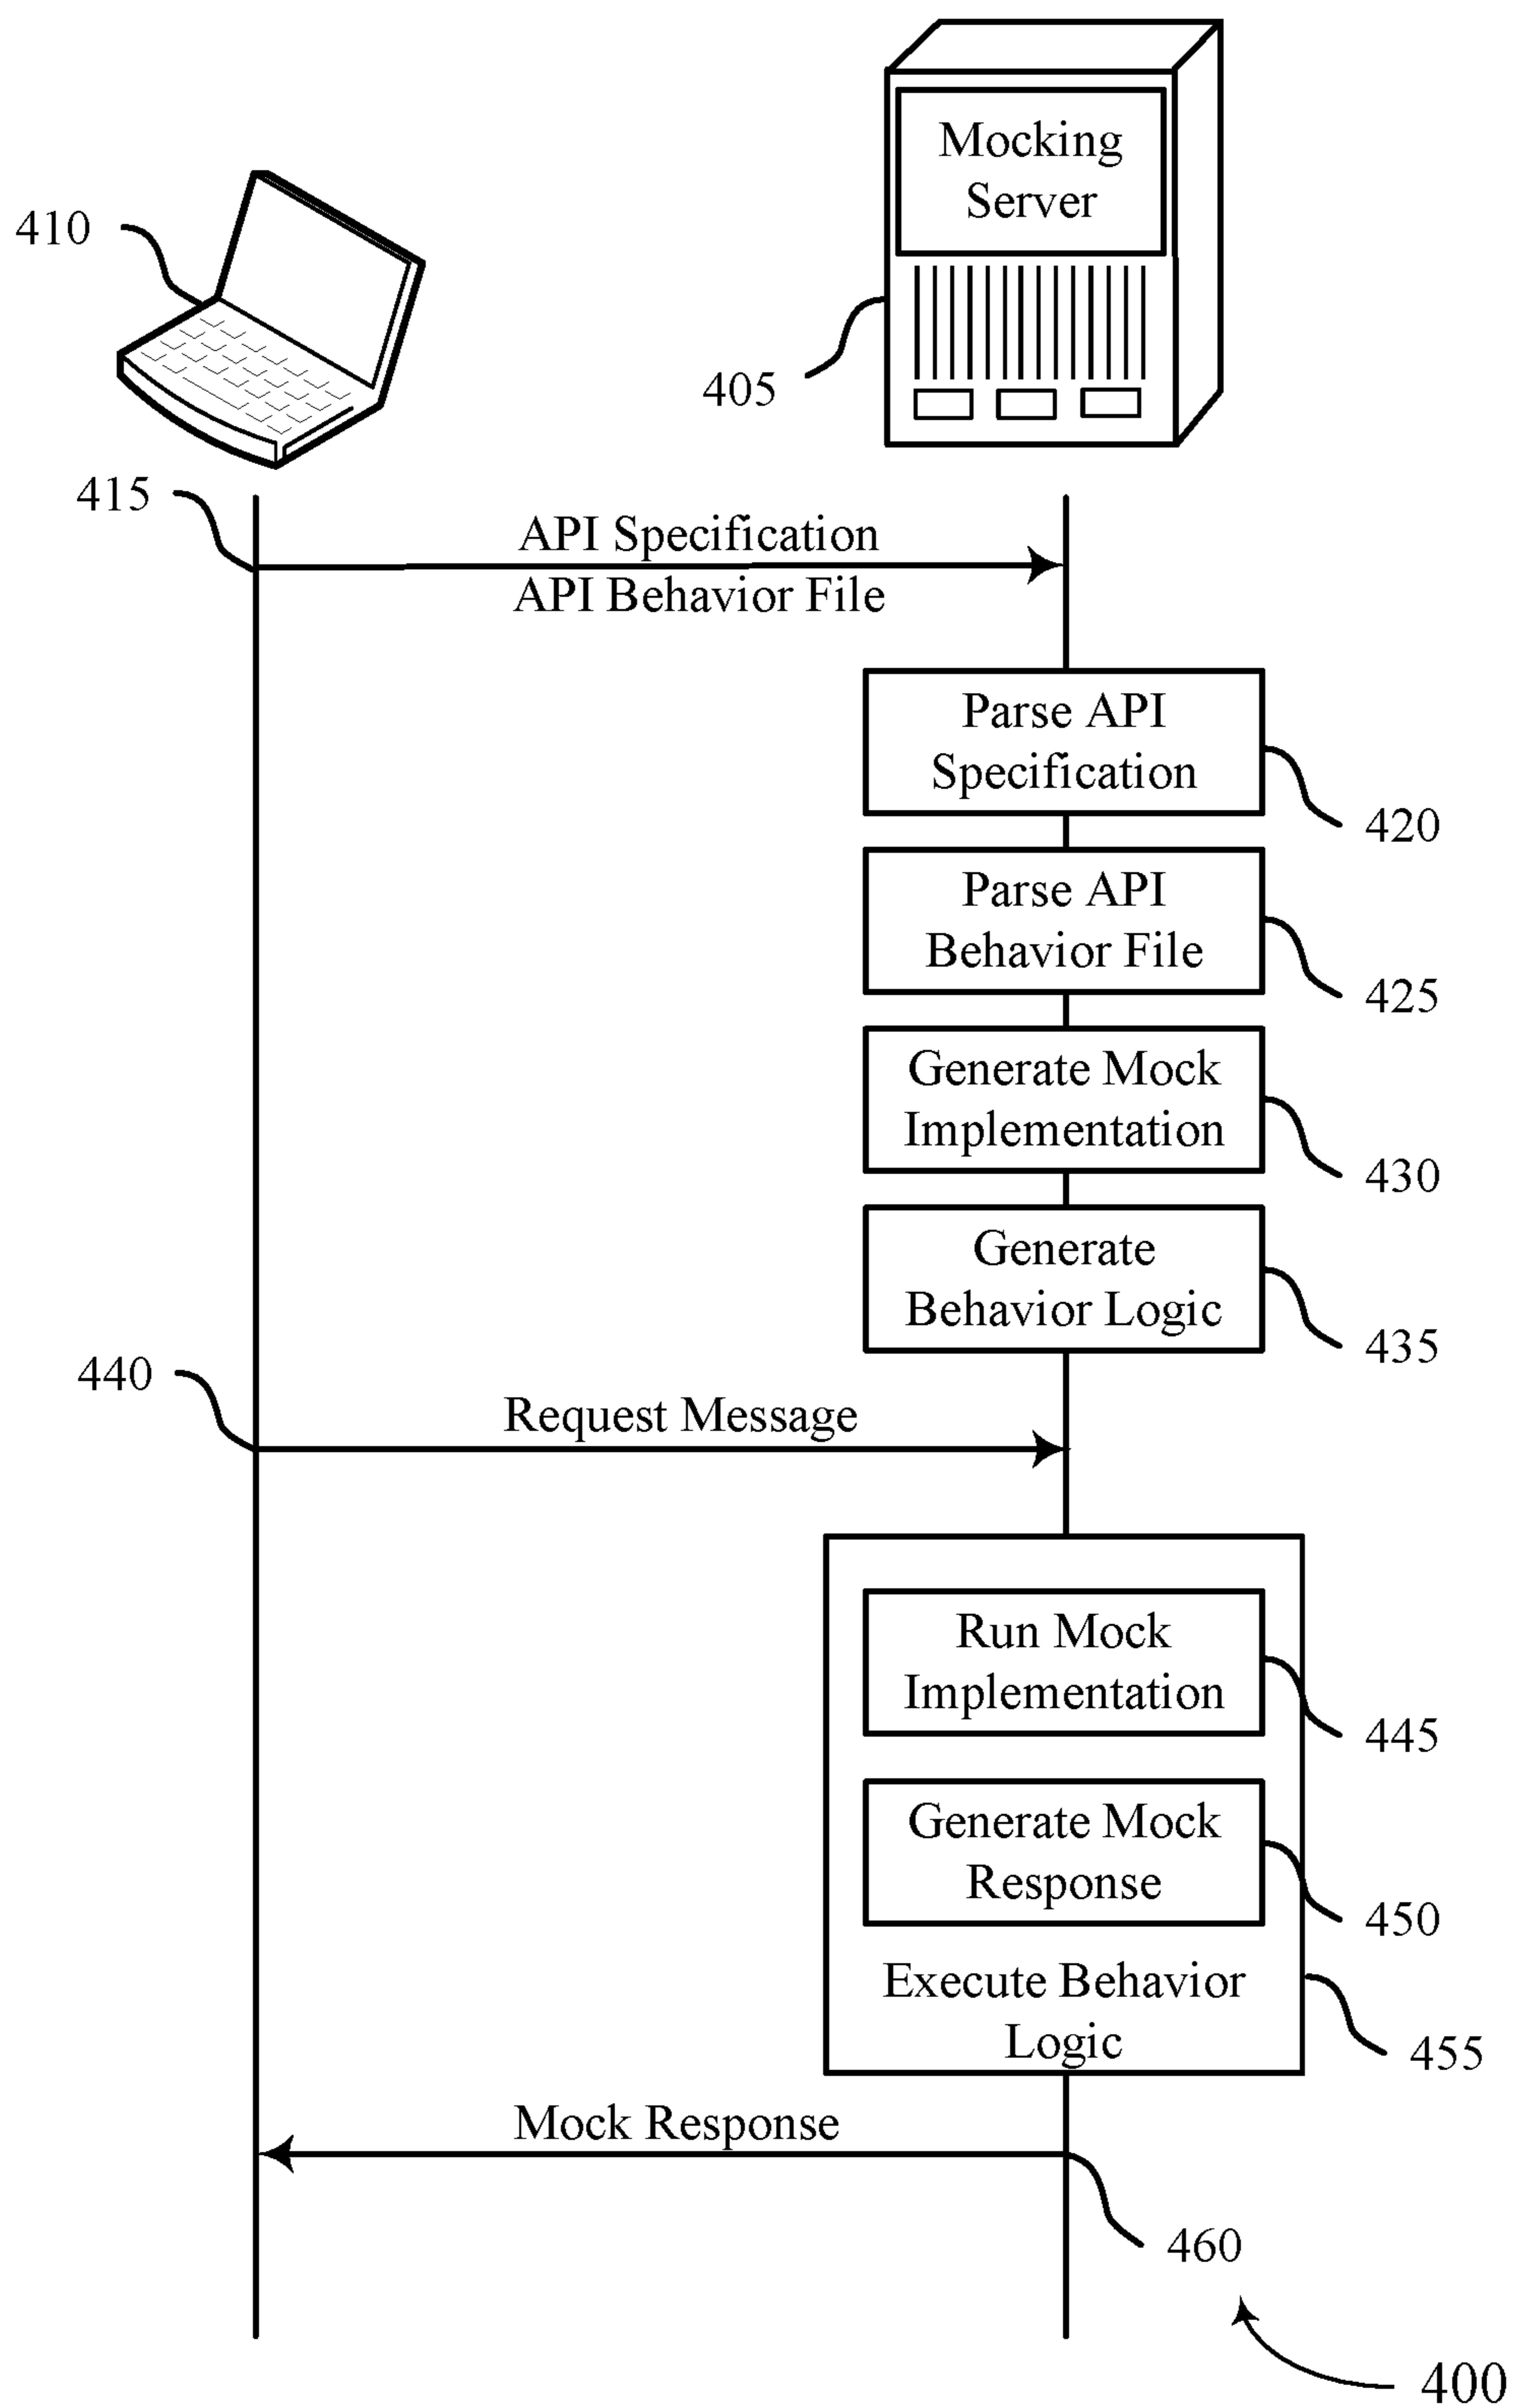 Mocking
Server
410
405
415
API Specification
API Behavior File
Parse API
Specification
420
Parse API
Behavior File
425
Generate Mock
Implementation
430
Generate
Behavior Logic
435
440
Request Message
Run Mock
Implementation
445
Generate Mock
Response
450
Execute Behavior
Logic
455
Mock Response
460
400